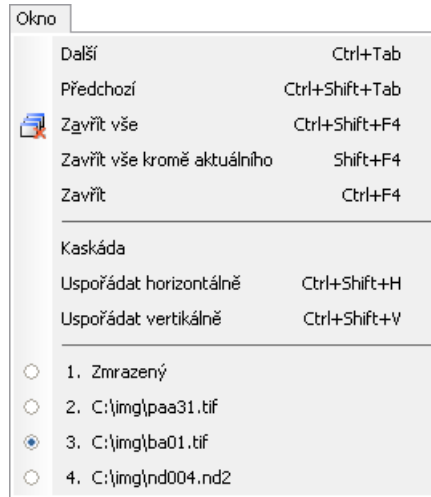 Okno
Další Ctrl+Tab
Předchozí Ctrl+Shift+Tab
Zavřít vše Ctrl+Shift+F4
Zavřít vše kromě aktuálního Shift+F4
Zavřít Ctrl+F4
Kaskáda
Uspořádat horizontálně Ctrl+Shift+H
Uspořádat vertikálně Ctrl+Shift+V
1. Zmrazený
2. C:\img\paa31.tif
3. C:\img\ba01.tif
4. C:\img\nd004.nd2